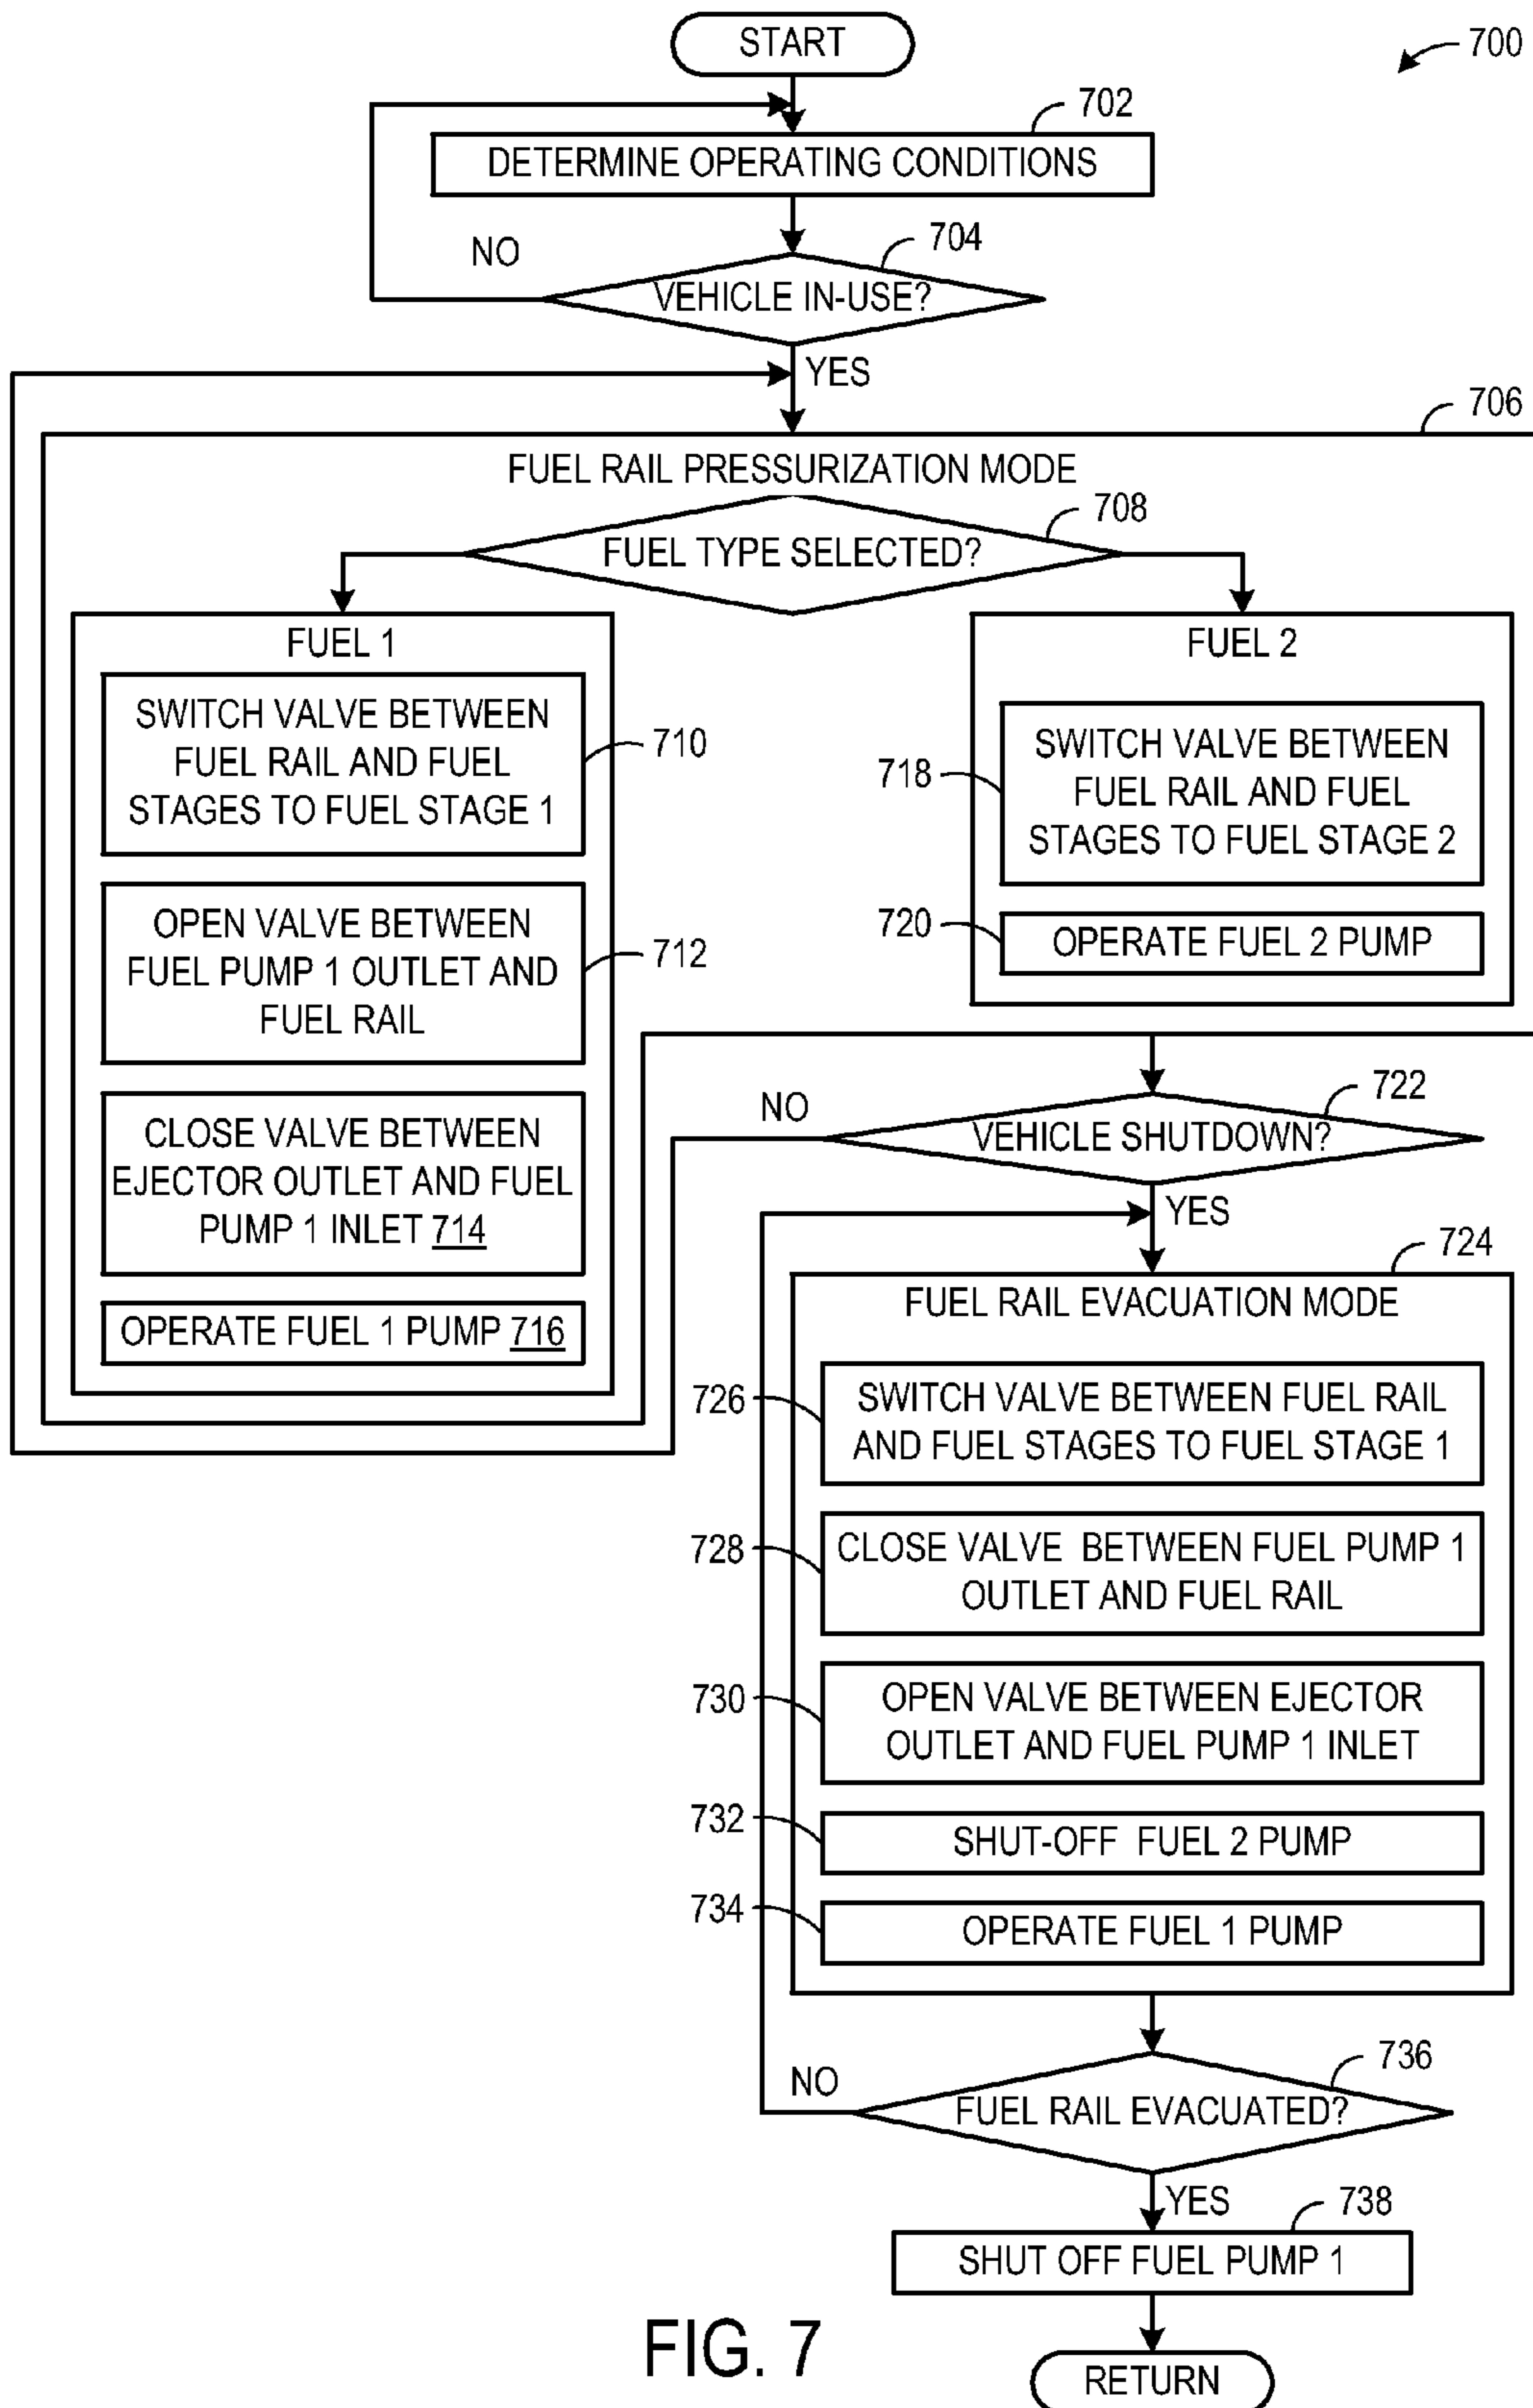 START
700
702
DETERMINE OPERATING CONDITIONS
704
NO
VEHICLE IN-USE?
YES
706
FUEL RAIL PRESSURIZATION MODE
708
FUEL TYPE SELECTED?
FUEL 1
SWITCH VALVE BETWEEN
FUEL RAIL AND FUEL
STAGES TO FUEL STAGE 1
710
OPEN VALVE BETWEEN
FUEL PUMP 1 OUTLET AND
FUEL RAIL
712
CLOSE VALVE BETWEEN
EJECTOR OUTLET AND FUEL
PUMP 1 INLET 714
OPERATE FUEL 1 PUMP 716
FUEL 2
718
SWITCH VALVE BETWEEN
FUEL RAIL AND FUEL
STAGES TO FUEL STAGE 2
720
OPERATE FUEL 2 PUMP
722
NO
VEHICLE SHUTDOWN?
YES
724
FUEL RAIL EVACUATION MODE
726
SWITCH VALVE BETWEEN FUEL RAIL
AND FUEL STAGES TO FUEL STAGE 1
728
CLOSE VALVE BETWEEN FUEL PUMP 1
OUTLET AND FUEL RAIL
730
OPEN VALVE BETWEEN EJECTOR
OUTLET AND FUEL PUMP 1 INLET
732
SHUT-OFF FUEL 2 PUMP
734
OPERATE FUEL 1 PUMP
736
NO
FUEL RAIL EVACUATED?
YES
738
SHUT OFF FUEL PUMP 1
RETURN
FIG. 7